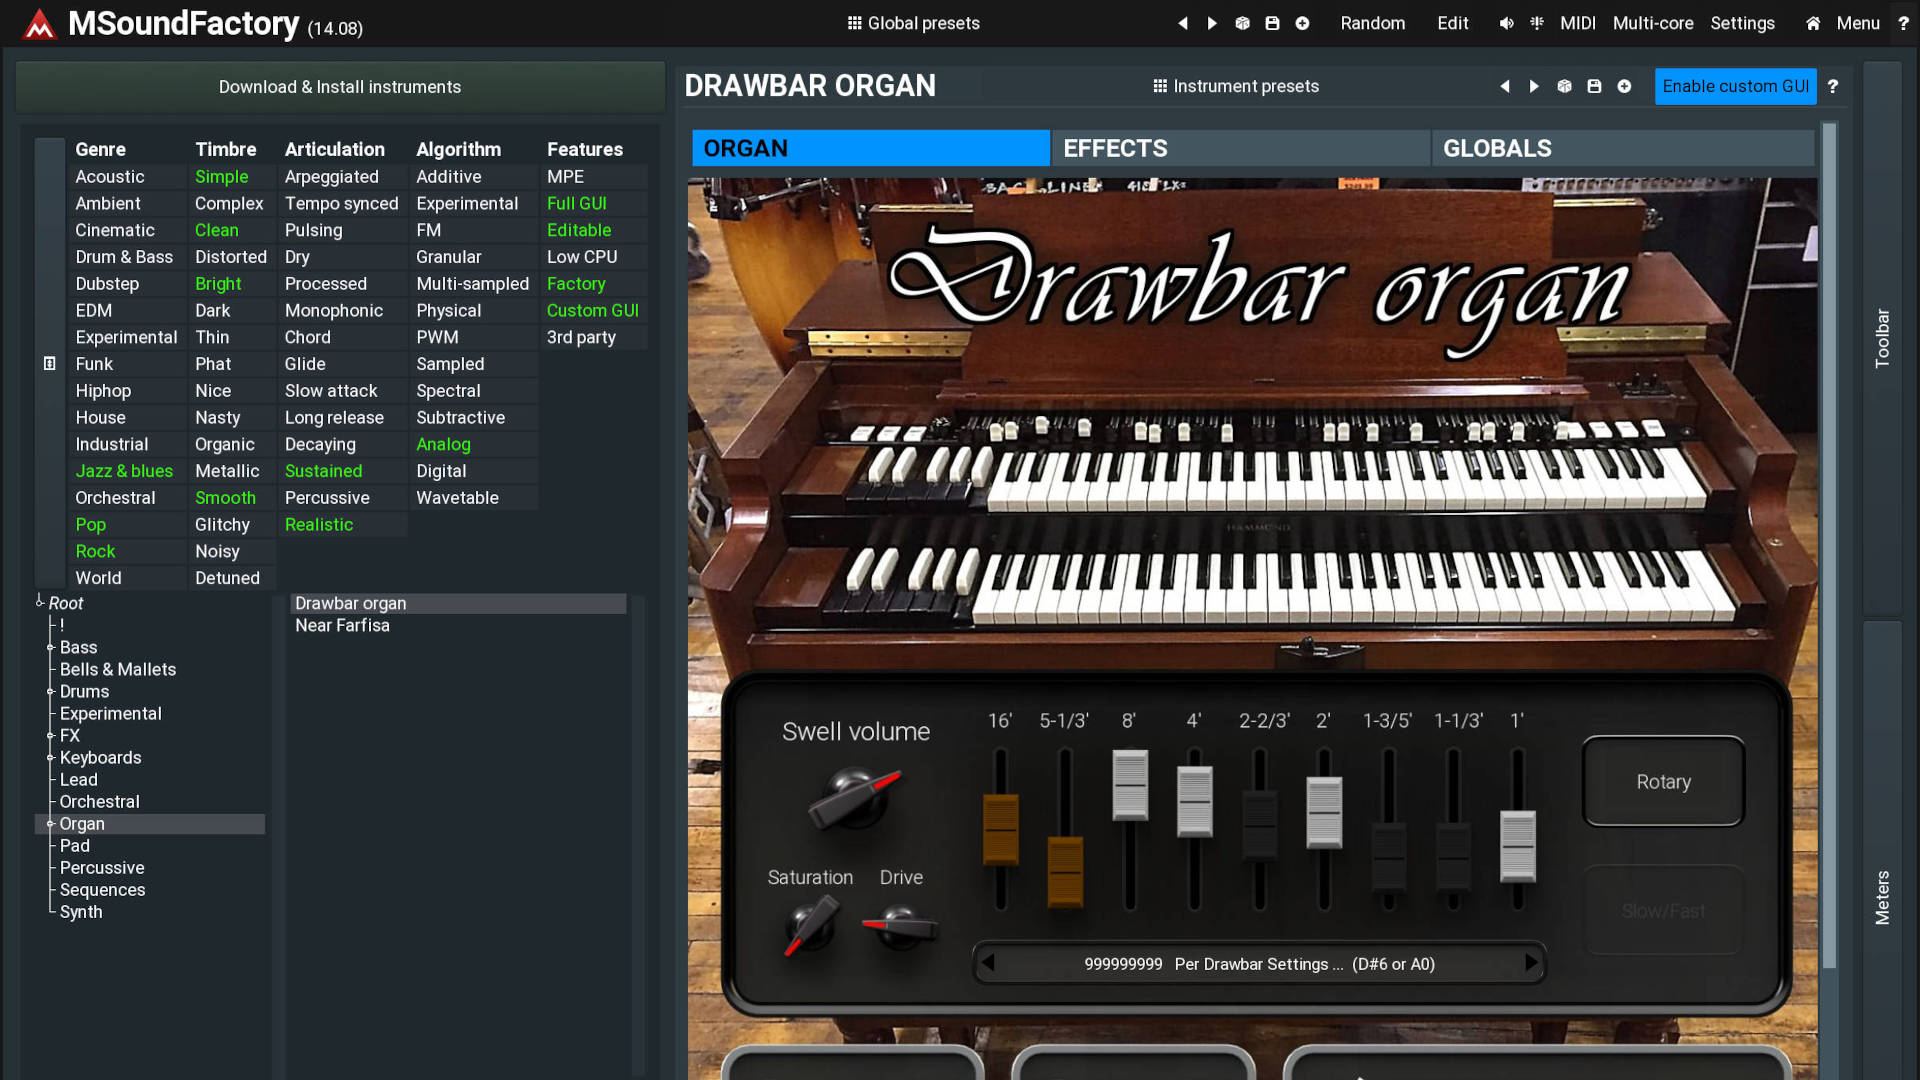 MSoundFactory (14.08)
Global presets
Random Edit MIDI Multi-core Settings Menu ?
Download & Install instruments
DRAWBAR ORGAN
Instrument presets
Enable custom GUI ?
ORGAN EFFECTS GLOBALS
Genre Timbre Articulation Algorithm Features
Acoustic Simple Arpeggiated Additive MPE
Ambient Complex Tempo synced Experimental Full GUI
Cinematic Clean Pulsing FM Editable
Drum & Bass Distorted Dry Granular Low CPU
Dubstep Bright Processed Multi-sampled Factory
EDM Dark Monophonic Physical Custom GUI
Experimental Thin Chord PWM 3rd party
Funk Phat Glide Sampled
Hiphop Nice Slow attack Spectral
House Nasty Long release Subtractive
Industrial Organic Decaying Analog
Jazz & blues Metallic Sustained Digital
Orchestral Smooth Percussive Wavetable
Pop Glitchy Realistic
Rock Noisy
World Detuned
Root
!
Bass
Bells & Mallets
Drums
Experimental
FX
Keyboards
Lead
Orchestral
Organ
Pad
Percussive
Sequences
Synth
Drawbar organ
Near Farfisa
Drawbar organ
HAMMOND
Swell volume
16' 5-1/3' 8' 4' 2-2/3' 2' 1-3/5' 1-1/3' 1'
Rotary
Saturation Drive
Slow/Fast
999999999 Per Drawbar Settings ... (D#6 or A0)
Toolbar
Meters